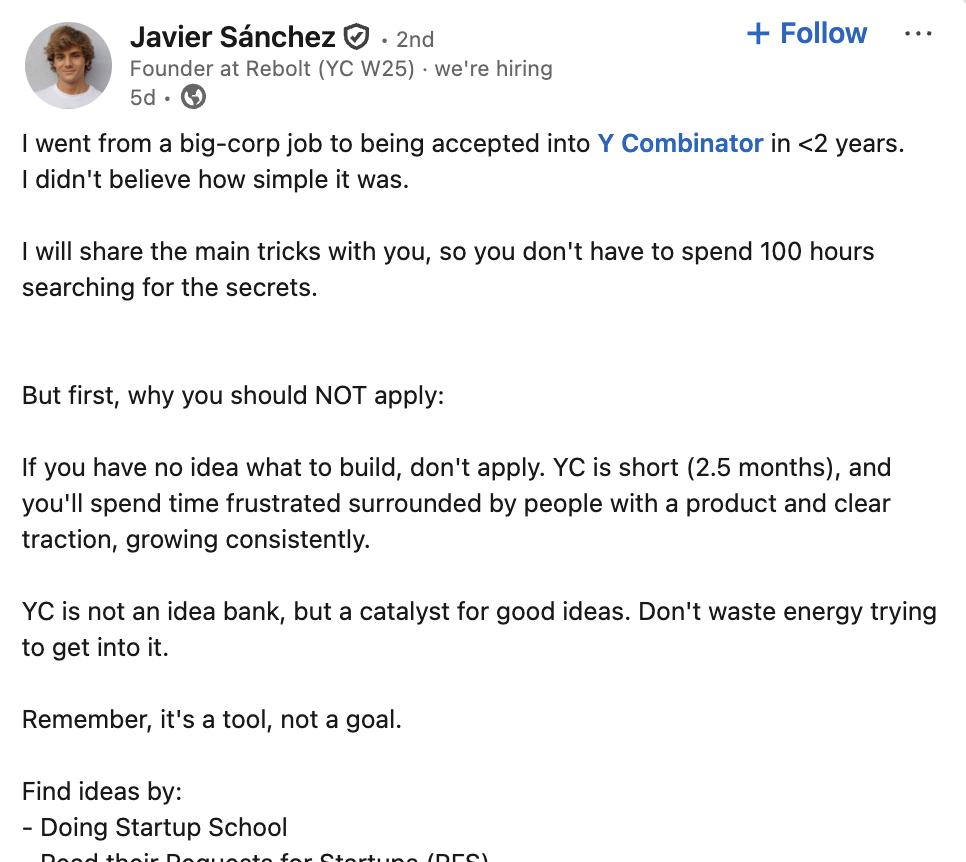 Javier Sánchez · 2nd
+ Follow ...
Founder at Rebolt (YC W25) · we're hiring
5d ·
I went from a big-corp job to being accepted into Y Combinator in <2 years.
I didn't believe how simple it was.
I will share the main tricks with you, so you don't have to spend 100 hours
searching for the secrets.
But first, why you should NOT apply:
If you have no idea what to build, don't apply. YC is short (2.5 months), and
you'll spend time frustrated surrounded by people with a product and clear
traction, growing consistently.
YC is not an idea bank, but a catalyst for good ideas. Don't waste energy trying
to get into it.
Remember, it's a tool, not a goal.
Find ideas by:
- Doing Startup School
- Read their Requests for Startups (RFS)